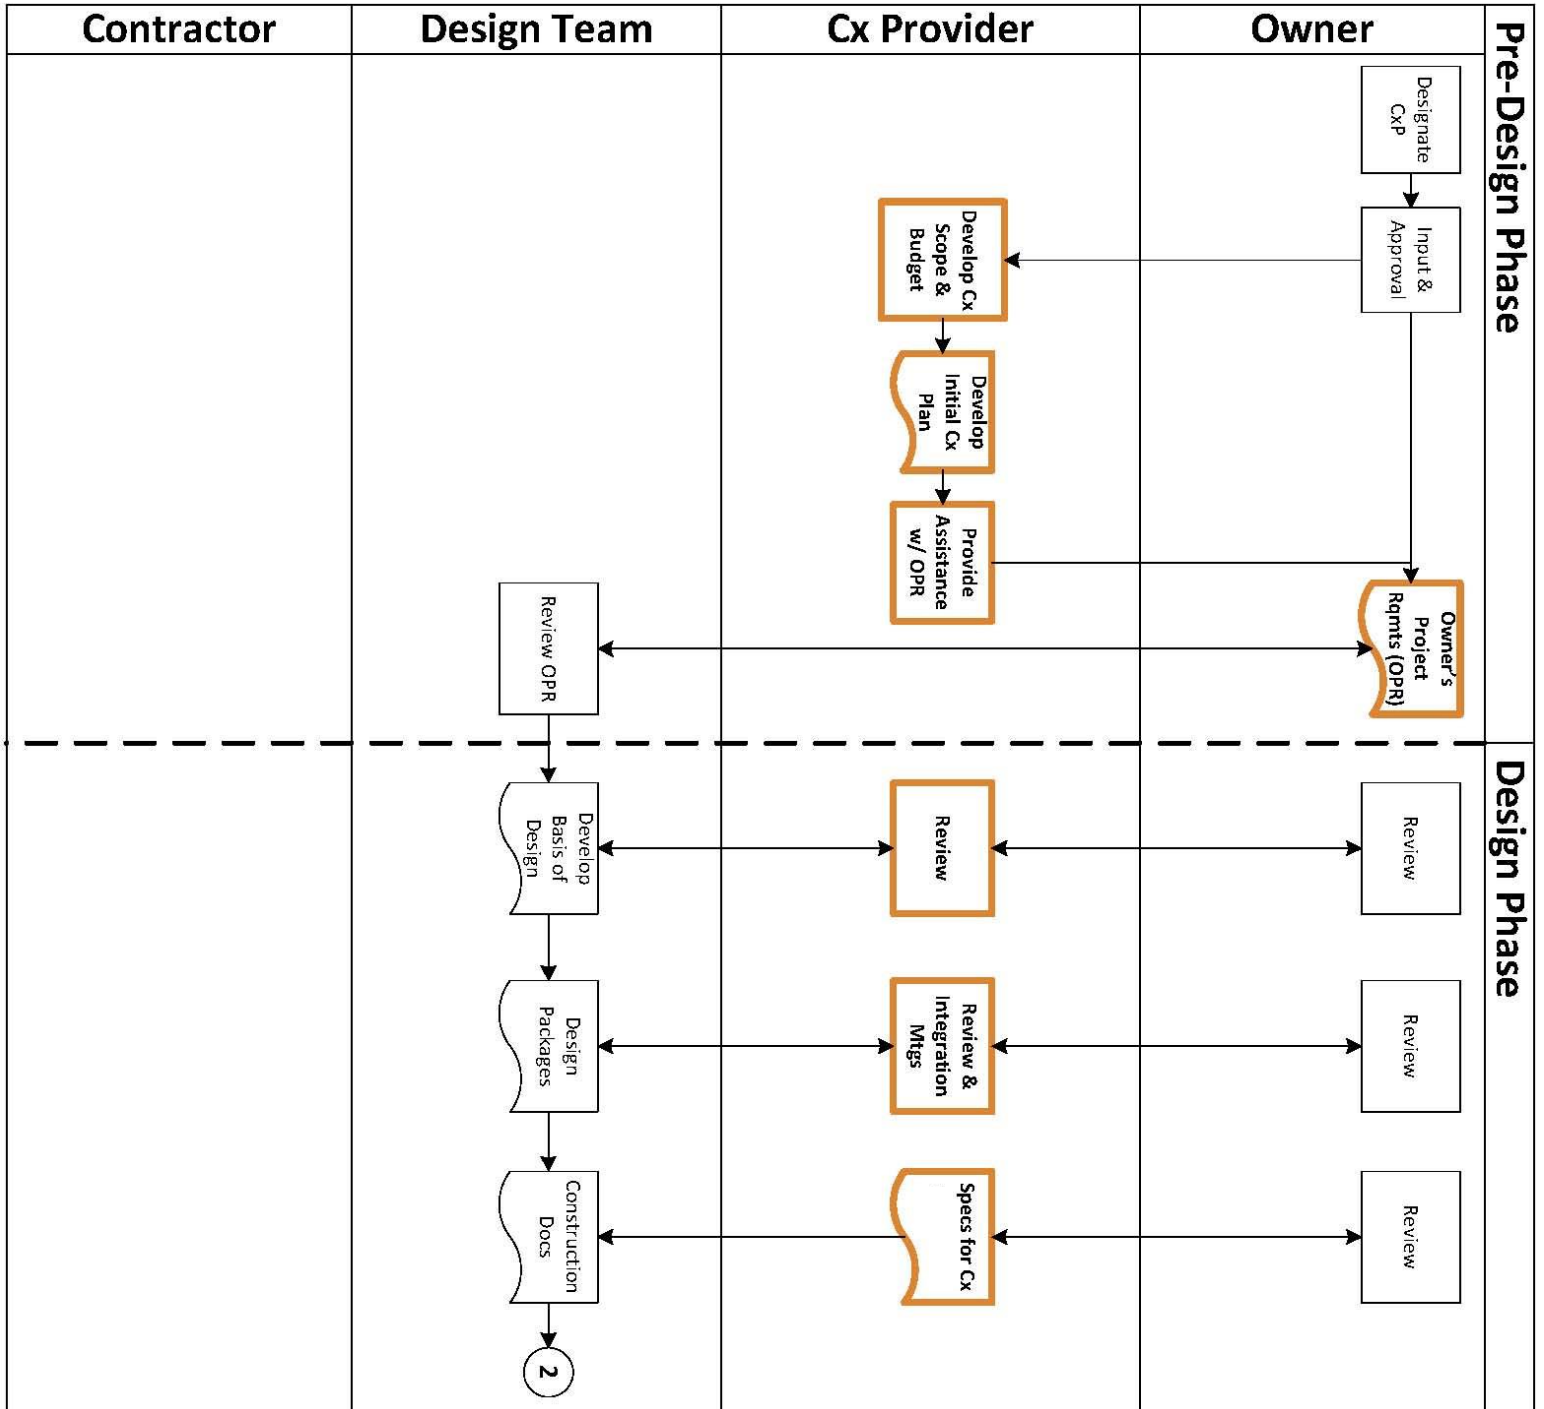 Contractor
Design Team
Cx Provider
Owner
Pre-Design Phase
Designate
CxP
Input &
Approval
Develop Cx
Scope &
Budget
Develop
Initial Cx
Plan
Provide
Assistance
w/ OPR
Owner's
Project
Rqmts (OPR)
Review OPR
Design Phase
Review
Review
Develop
Basis of
Design
Review
Review &
Integration
Mtgs
Design
Packages
Review
Specs for Cx
Construction
Docs
2